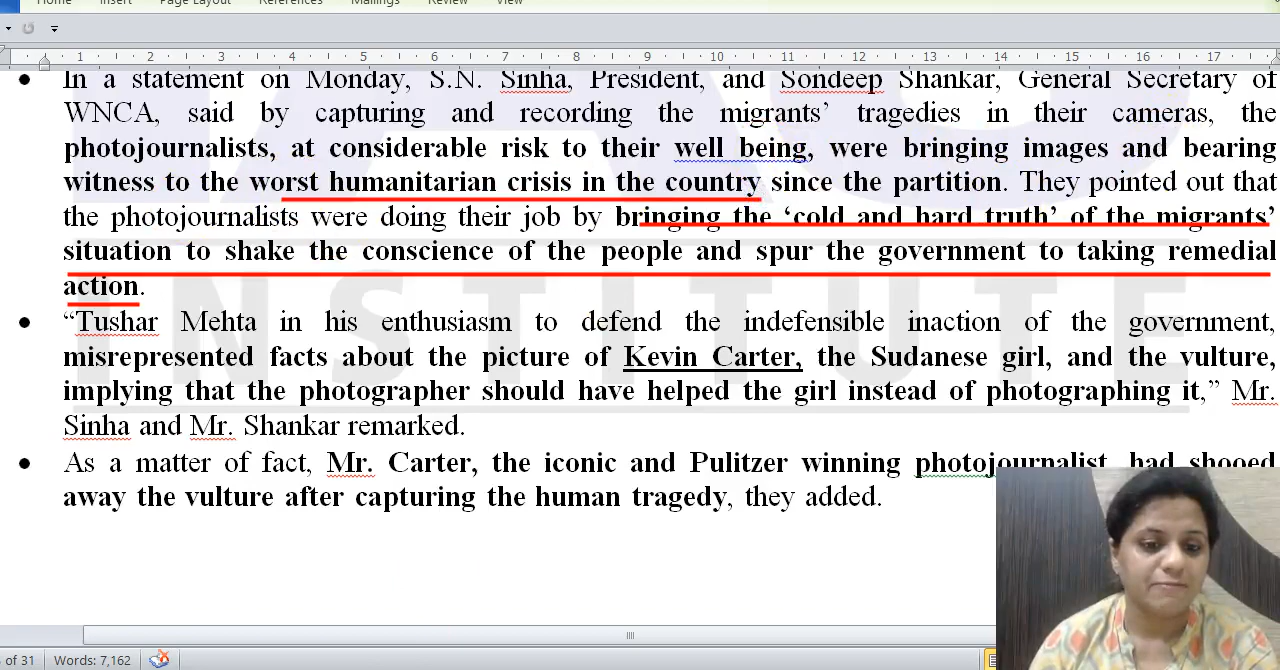 Home Insert Page Layout References Mailings Review View
1 2 3 4 5 6 7 8 9 10 11 12 13 14 15 16 17
• In a statement on Monday, S.N. Sinha, President, and Sondeep Shankar, General Secretary of
WNCA, said by capturing and recording the migrants’ tragedies in their cameras, the
photojournalists, at considerable risk to their well being, were bringing images and bearing
witness to the worst humanitarian crisis in the country since the partition. They pointed out that
the photojournalists were doing their job by bringing the ‘cold and hard truth’ of the migrants’
situation to shake the conscience of the people and spur the government to taking remedial
action.
• “Tushar Mehta in his enthusiasm to defend the indefensible inaction of the government,
misrepresented facts about the picture of Kevin Carter, the Sudanese girl, and the vulture,
implying that the photographer should have helped the girl instead of photographing it,” Mr.
Sinha and Mr. Shankar remarked.
• As a matter of fact, Mr. Carter, the iconic and Pulitzer winning photojournalist, had shooed
away the vulture after capturing the human tragedy, they added.
INSTITUTE
of 31 Words: 7,162